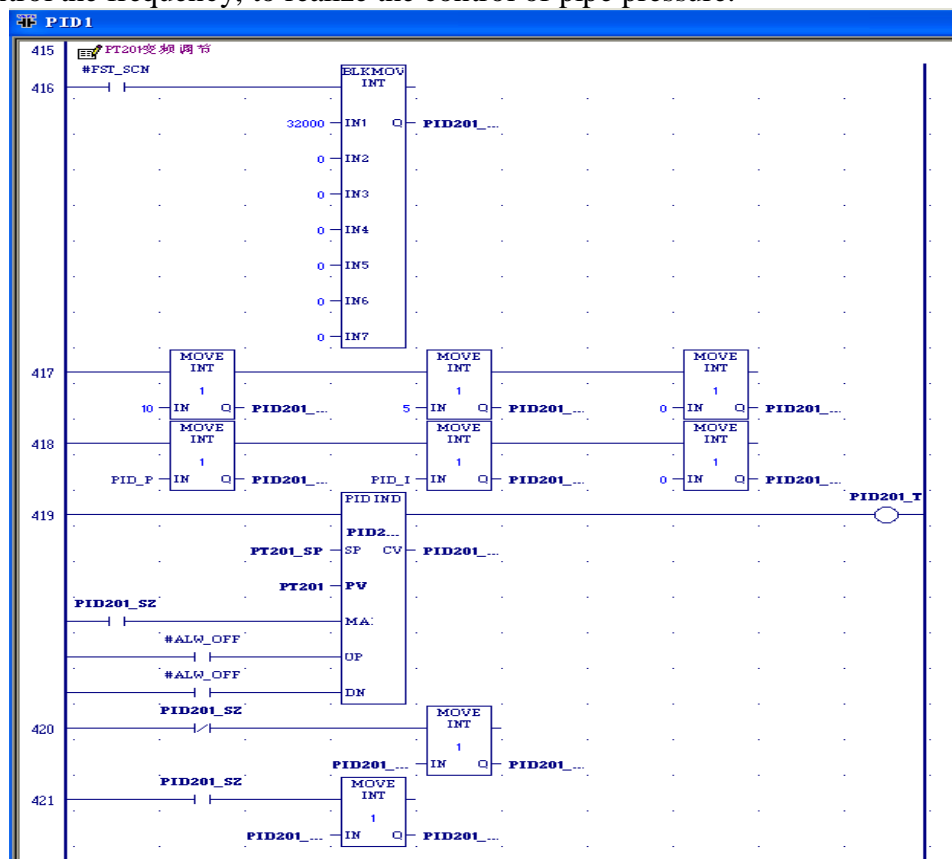 trol the frequency, to realize the control of pipe pressure.
PID1
415 PT201变频调节
#FST_SCN BLKMOV
416 INT
32000 IN1 Q PID201_...
0 IN2
0 IN3
0 IN4
0 IN5
0 IN6
0 IN7
MOVE MOVE MOVE
417 INT INT INT
1 1 1
10 IN Q PID201_... 5 IN Q PID201_... 0 IN Q PID201_...
MOVE MOVE MOVE
418 INT INT INT
1 1 1
PID_P IN Q PID201_... PID_I IN Q PID201_... 0 IN Q PID201_...
PID IND PID201_T
419
PID2...
PT201_SP SP CV PID201_...
PT201 PV
PID201_SZ
MA:
#ALW_OFF
UP
#ALW_OFF
DN
PID201_SZ MOVE
420 INT
1
PID201_... IN Q PID201_...
PID201_SZ MOVE
421 INT
1
PID201_... IN Q PID201_...